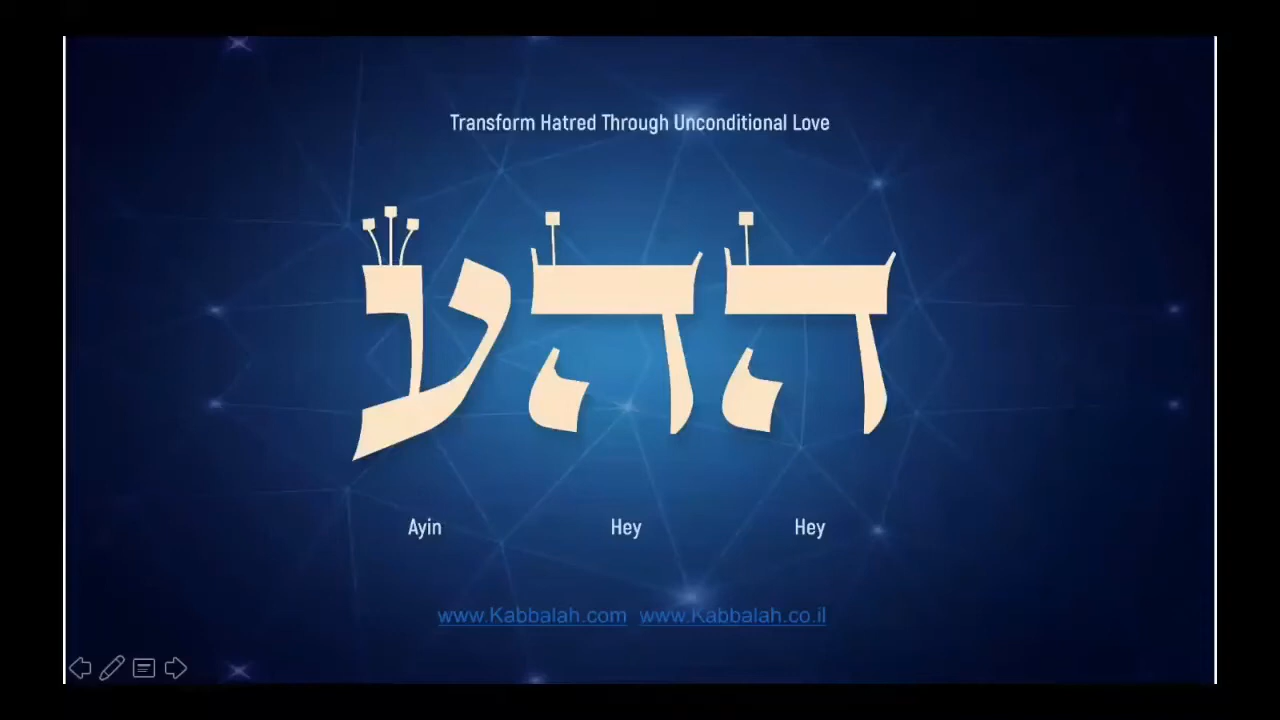 Transform Hatred Through Unconditional Love
ההע
Ayin Hey Hey
www.Kabbalah.com www.Kabbalah.co.il